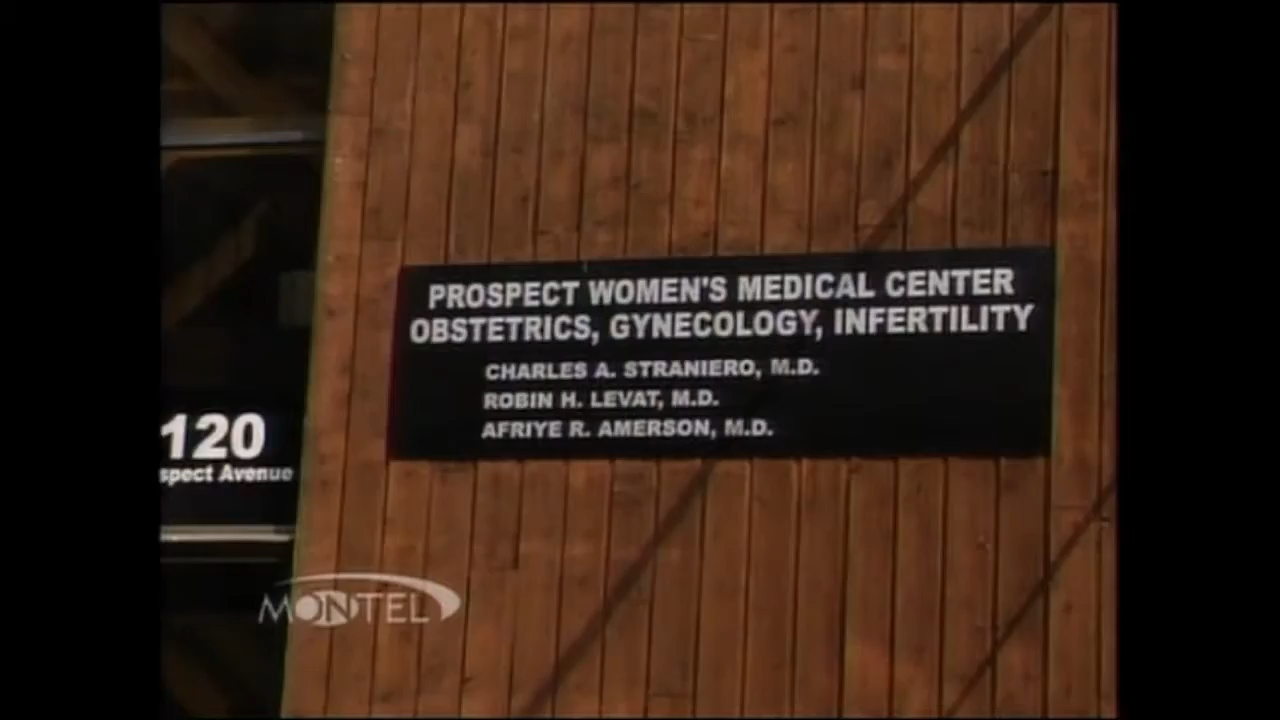 PROSPECT WOMEN'S MEDICAL CENTER
OBSTETRICS, GYNECOLOGY, INFERTILITY
CHARLES A. STRANIERO, M.D.
ROBIN H. LEVAT, M.D.
AFRIYE R. AMERSON, M.D.
120
spect Avenue
MONTEL